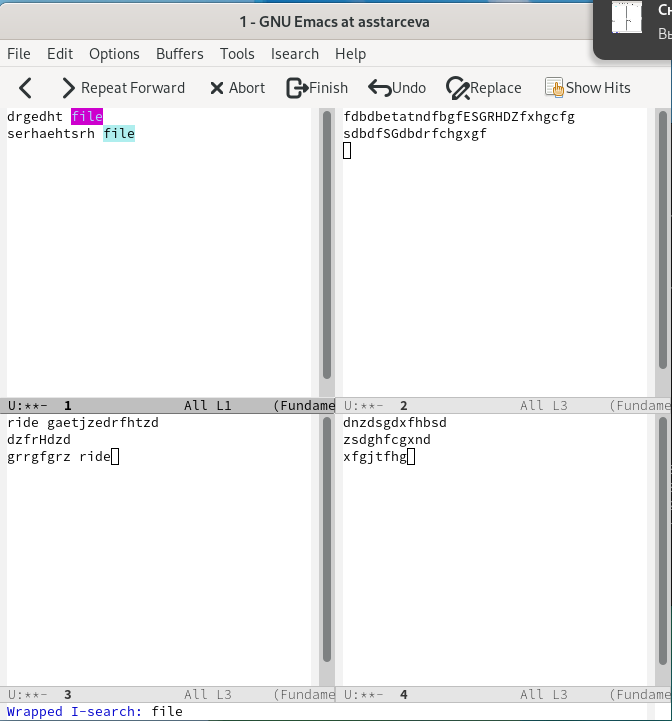 1 - GNU Emacs at asstarceva
File Edit Options Buffers Tools Isearch Help
Repeat Forward Abort Finish Undo Replace Show Hits
drgedht file
serhaehtsrh file
U:**- 1 All L1 (Fundame
fdbdbetatndfbgfESGRHDZfxhgcfg
sdbdfSGdbdrfchgxgf
U:**- 2 All L3 (Fundame
ride gaetjzedrfhtzd
dzfrHdzd
grrgfgrz ride
U:**- 3 All L3 (Fundame
dnzdsgdxfhbsd
zsdghfcgxnd
xfgjtfhg
U:**- 4 All L3 (Fundame
Wrapped I-search: file